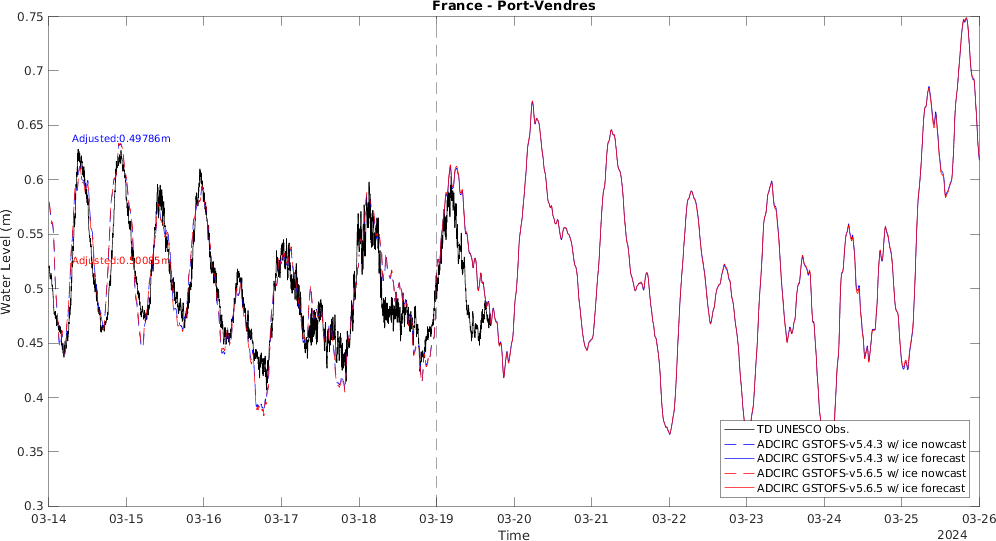 France - Port-Vendres
0.75
0.7
0.65
0.6
0.55
0.5
0.45
0.4
0.35
0.3
Water Level (m)
Adjusted:0.49786m
Adjusted:0.50085m
TD UNESCO Obs.
ADCIRC GSTOFS-v5.4.3 w/ ice nowcast
ADCIRC GSTOFS-v5.4.3 w/ ice forecast
ADCIRC GSTOFS-v5.6.5 w/ ice nowcast
ADCIRC GSTOFS-v5.6.5 w/ ice forecast
03-14 03-15 03-16 03-17 03-18 03-19 03-20 03-21 03-22 03-23 03-24 03-25 03-26
Time
2024